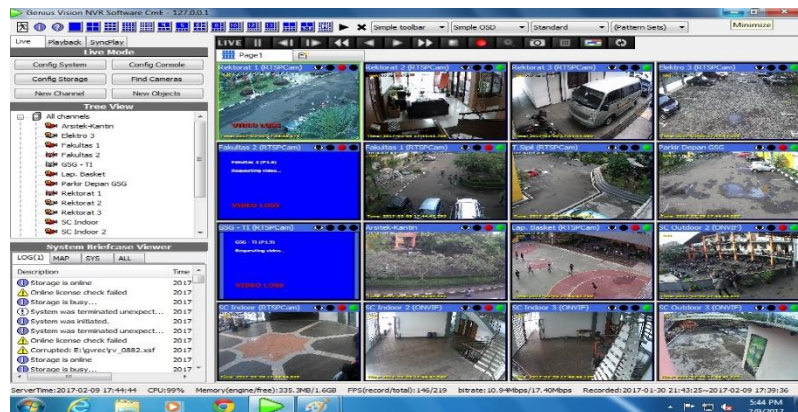 Genius Vision NVR Software CmE - 127.0.0.1
Simple toolbar
Simple OSD
Standard
(Pattern Sets)
Minimize
Live
Playback
SyncPlay
LIVE
Live Mode
Page1
Config System
Config Console
Config Storage
Find Cameras
New Channel
New Objects
Tree View
All channels
Arsitek-Kantin
Elektro 3
Fakultas 1
Fakultas 2
GSG - TI
Lap. Basket
Parkir Depan GSG
Rektorat 1
Rektorat 2
Rektorat 3
SC Indoor
SC Indoor 2
System Briefcase Viewer
LOG(1)
MAP
SYS
ALL
Description
Time
Storage is online
2017
Online license check failed
2017
Storage is busy...
2017
System was terminated unexpect...
2017
System was initiated.
2017
System was terminated unexpect...
2017
Online license check failed
2017
Corrupted: E:\gvrec\rv_0882.xsf
2017
Storage is online
2017
Storage is busy...
2017
Rektorat 1 (RTSPCam)
Rektorat 2 (RTSPCam)
Rektorat 3 (RTSPCam)
Elektro 3 (RTSPCam)
VIDEO LOSS
Fakultas 2 (RTSPCam)
Fakultas 1 (RTSPCam)
T.Sipil (RTSPCam)
Parkir Depan GSG
Fakultas 2 (P1.9)
Requesting video...
VIDEO LOSS
GSG - TI (RTSPCam)
Arsitek-Kantin
Lap. Basket (RTSPCam)
SC Outdoor 2 (ONVIF)
Requesting video...
VIDEO LOSS
SC Indoor (RTSPCam)
SC Indoor 2 (ONVIF)
SC Indoor 3 (ONVIF)
SC Outdoor 3 (ONVIF)
ServerTime:2017-02-09 17:44:44 CPU:99% Memory(engine/free):335.3MB/1.6GB FPS(record/total):146/219 bitrate:10.94Mbps/17.40Mbps Recorded:2017-01-30 21:43:25~2017-02-09 17:39:36
5:44 PM
2/9/2017